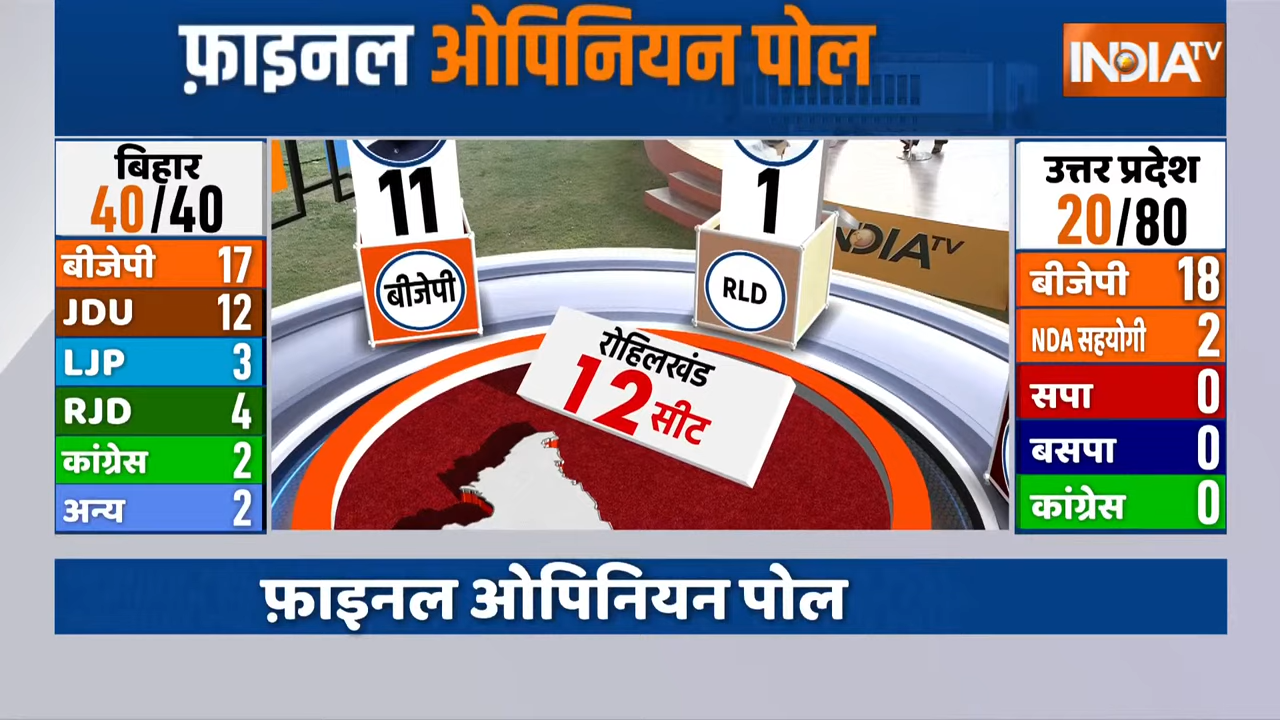 फ़ाइनल ओपिनियन पोल
INDIA TV
बिहार
40/40
बीजेपी 17
JDU 12
LJP 3
RJD 4
कांग्रेस 2
अन्य 2
11
बीजेपी
1
RLD
INDIA TV
रोहिलखंड
12 सीट
उत्तर प्रदेश
20/80
बीजेपी 18
NDA सहयोगी 2
सपा 0
बसपा 0
कांग्रेस 0
फ़ाइनल ओपिनियन पोल